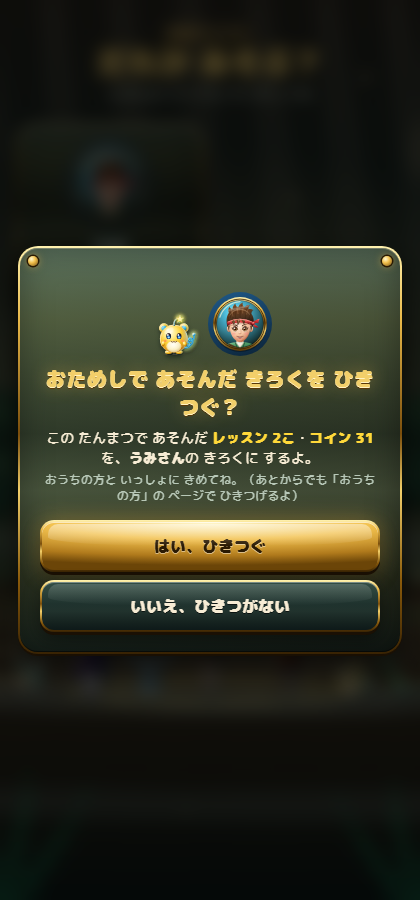 おためしで あそんだ きろくを ひき
つぐ？
この たんまつで あそんだ レッスン 2こ・コイン 31
を、うみさんの きろくに するよ。
おうちの方と いっしょに きめてね。（あとからでも「おうち
の方」の ページで ひきつげるよ）
はい、ひきつぐ
いいえ、ひきつがない